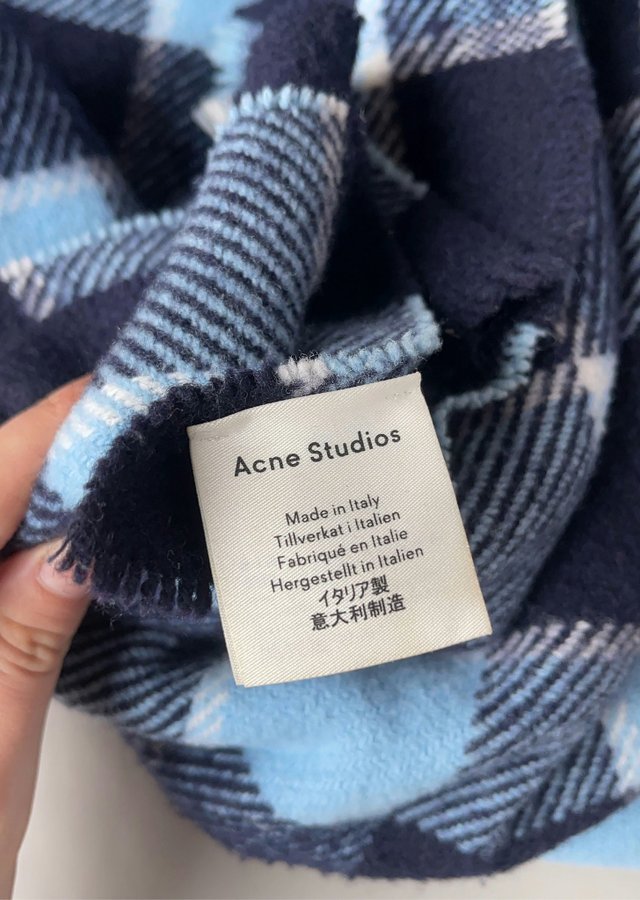 Acne Studios
Made in Italy
Tillverkat i Italien
Fabriqué en Italie
Hergestellt in Italien
イタリア製
意大利制造